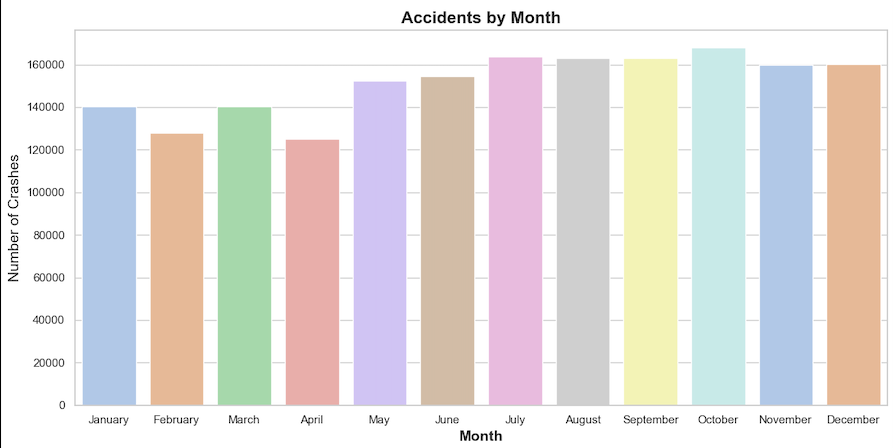 Accidents by Month
Number of Crashes
160000
140000
120000
100000
80000
60000
40000
20000
0
January February March April May June July August September October November December
Month